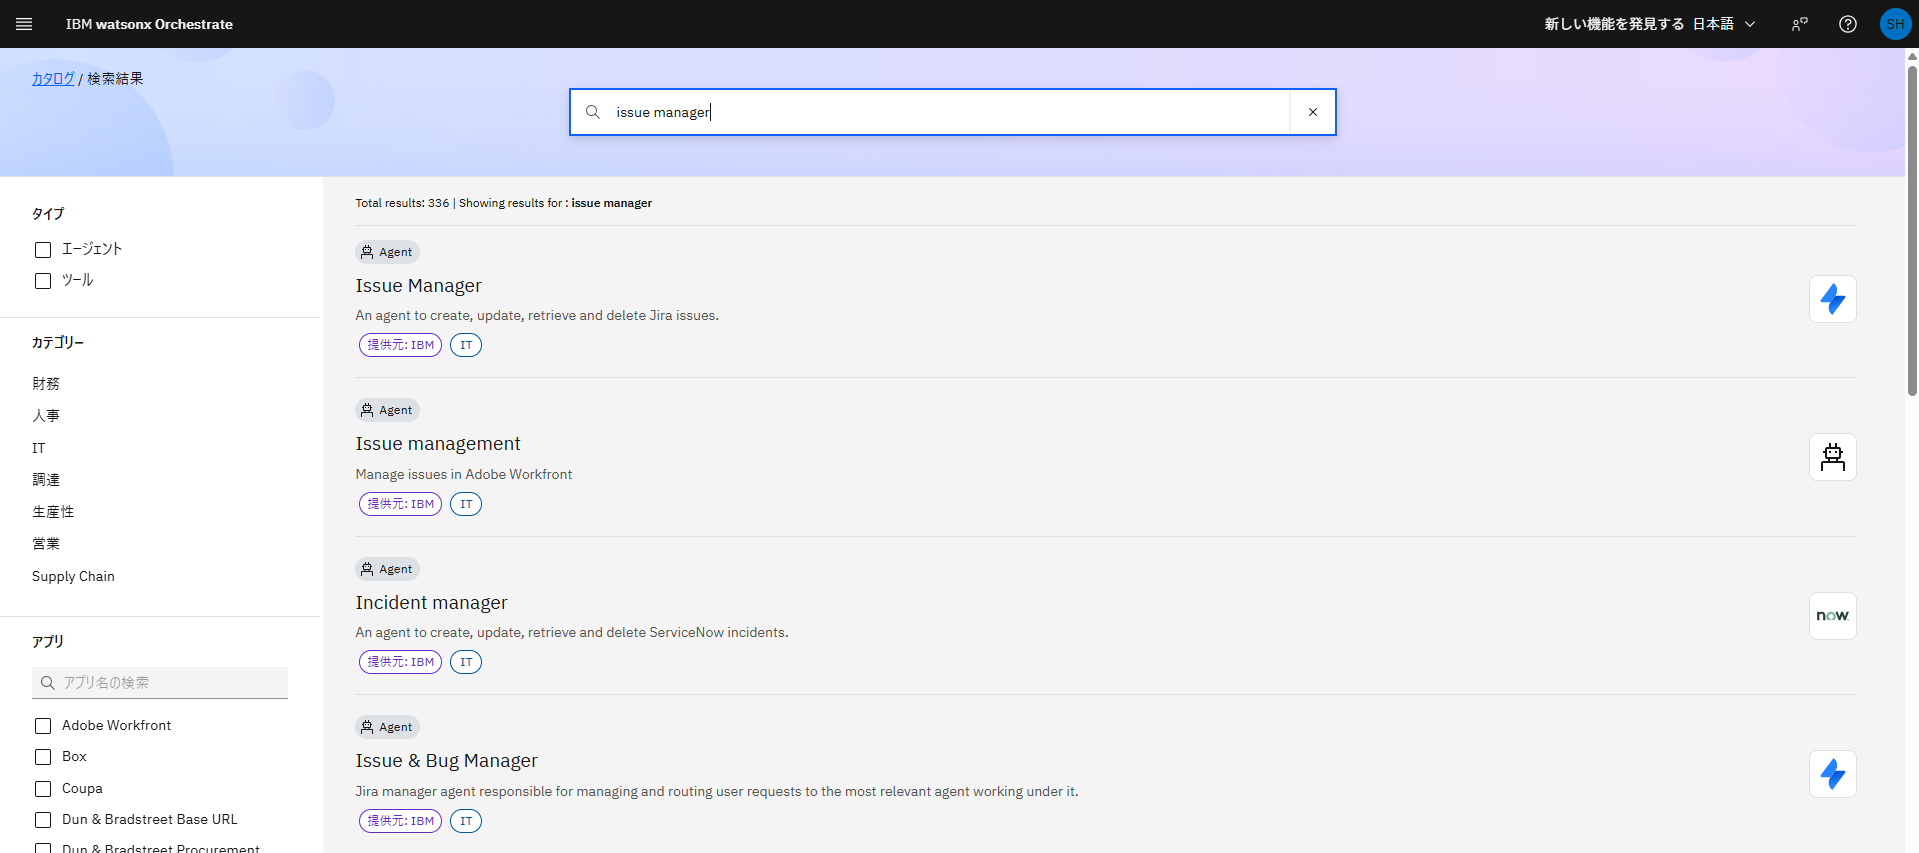 IBM watsonx Orchestrate
新しい機能を発見する 日本語
SH
カタログ / 検索結果
issue manager
タイプ
エージェント
ツール
カテゴリー
財務
人事
IT
調達
生産性
営業
Supply Chain
アプリ
アプリ名の検索
Adobe Workfront
Box
Coupa
Dun & Bradstreet Base URL
Dun & Bradstreet Procurement
Total results: 336 | Showing results for : issue manager
Agent
Issue Manager
An agent to create, update, retrieve and delete Jira issues.
提供元: IBM IT
Agent
Issue management
Manage issues in Adobe Workfront
提供元: IBM IT
Agent
Incident manager
An agent to create, update, retrieve and delete ServiceNow incidents.
提供元: IBM IT
now.
Agent
Issue & Bug Manager
Jira manager agent responsible for managing and routing user requests to the most relevant agent working under it.
提供元: IBM IT